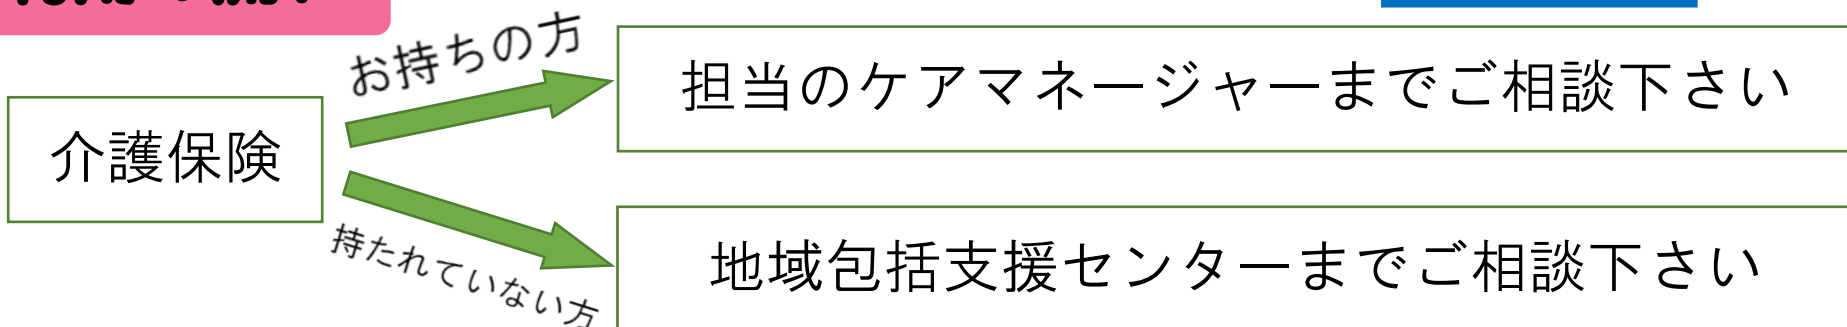 お持ちの方
担当のケアマネージャーまでご相談下さい
介護保険
持たれていない方
地域包括支援センターまでご相談下さい